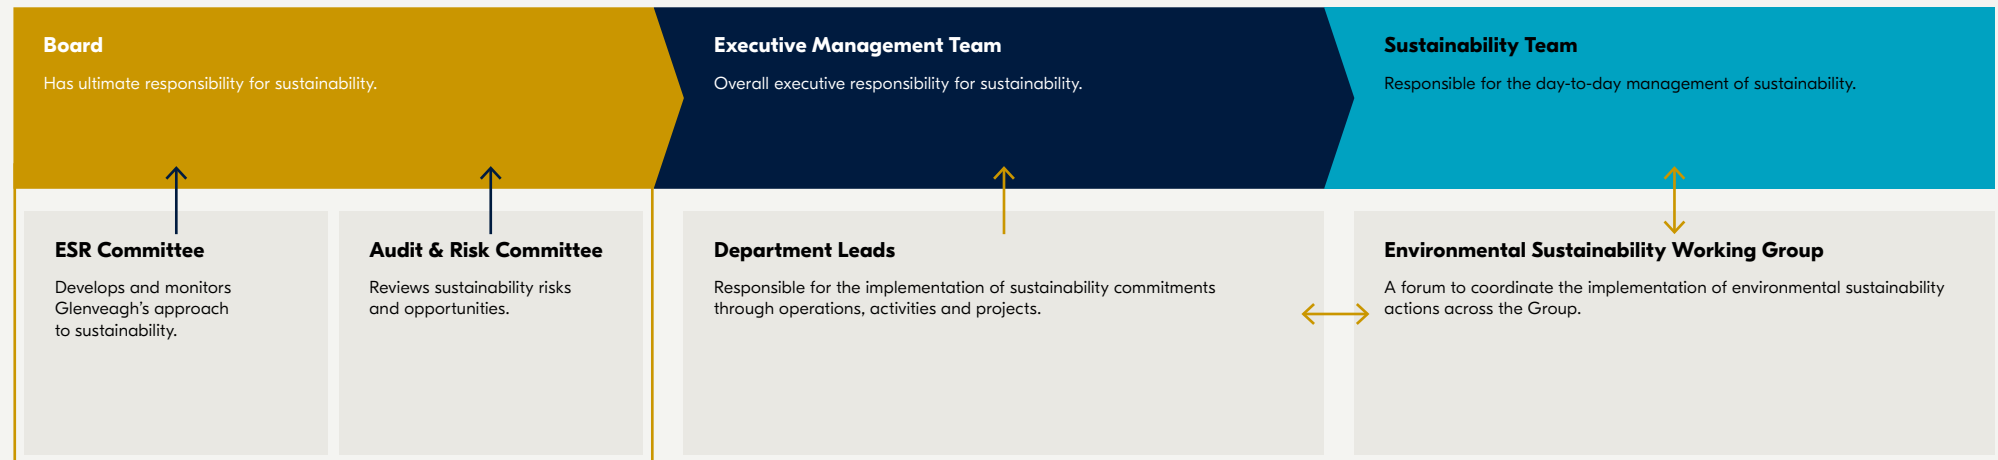 Board
Has ultimate responsibility for sustainability.
Executive Management Team
Overall executive responsibility for sustainability.
Sustainability Team
Responsible for the day-to-day management of sustainability.
ESR Committee
Develops and monitors
Glenveagh’s approach
to sustainability.
Audit & Risk Committee
Reviews sustainability risks
and opportunities.
Department Leads
Responsible for the implementation of sustainability commitments
through operations, activities and projects.
Environmental Sustainability Working Group
A forum to coordinate the implementation of environmental sustainability
actions across the Group.